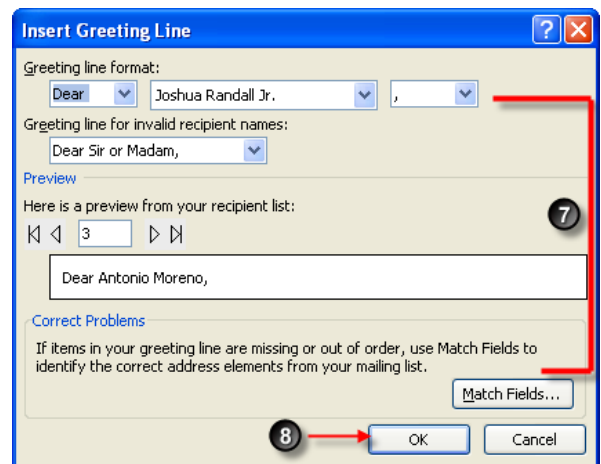 Insert Greeting Line
Greeting line format:
Dear Joshua Randall Jr. ,
Greeting line for invalid recipient names:
Dear Sir or Madam,
Preview
Here is a preview from your recipient list:
3
7
Dear Antonio Moreno,
Correct Problems
If items in your greeting line are missing or out of order, use Match Fields to
identify the correct address elements from your mailing list.
Match Fields...
8 OK Cancel